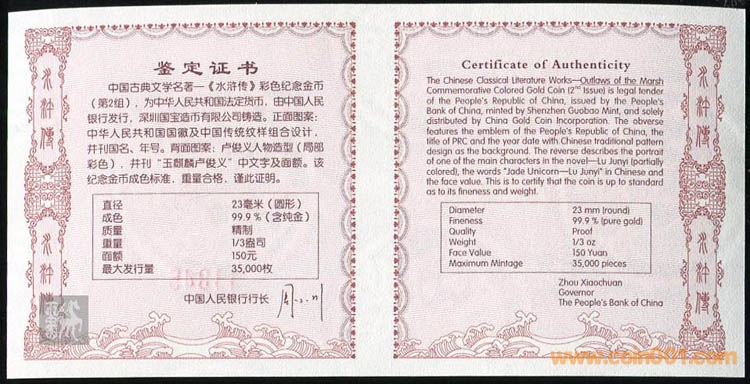 鉴定证书
中国古典文学名著—《水浒传》彩色纪念金币
（第2组），为中华人民共和国法定货币，由中国人民
银行发行，深圳国宝造币有限公司铸造。正面图案：
中华人民共和国国徽及中国传统纹样组合设计，
并刊国名、年号。背面图案：卢俊义人物造型（局部
彩色），并刊“玉麒麟卢俊义”中文字及面额。该
纪念金币成色标准，重量合格，谨此证明。
直径 23毫米（圆形）
成色 99.9％（含纯金）
质量 精制
重量 1/3盎司
面额 150元
最大发行量 35,000枚
中国人民银行行长
水浒传
水浒传
Certificate of Authenticity
The Chinese Classical Literature Works—Outlaws of the Marsh
Commemorative Colored Gold Coin (2nd Issue) is legal tender
of the People's Republic of China, issued by the People's
Bank of China, minted by Shenzhen Guobao Mint, and solely
distributed by China Gold Coin Incorporation. The obverse
features the emblem of the People's Republic of China, the
title of PRC and the year date with Chinese traditional pattern
design as the background. The reverse describes the portrait
of one of the main characters in the novel—Lu Junyi (partially
colored), the words "Jade Unicorn—Lu Junyi" in Chinese and
the face value. This is to certify that the coin is up to standard
as to its fineness and weight.
Diameter 23 mm (round)
Fineness 99.9% (pure gold)
Quality Proof
Weight 1/3 oz
Face Value 150 Yuan
Maximum Mintage 35,000 pieces
Zhou Xiaochuan
Governor
The People's Bank of China
水浒传
水浒传
www.coin001.com